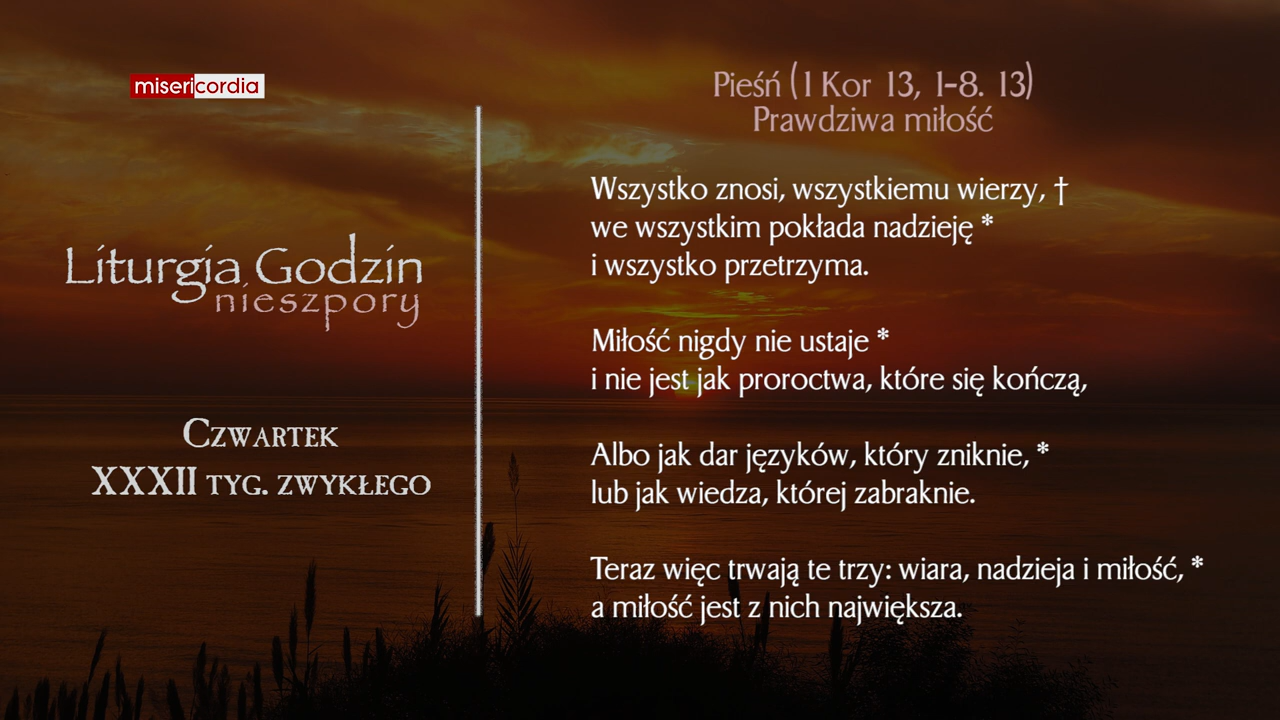 misericordia
Liturgia Godzin
nieszpory
Czwartek
XXXII tyg. zwykłego
Pieśń (1 Kor 13, 1-8. 13)
Prawdziwa miłość
Wszystko znosi, wszystkiemu wierzy, †
we wszystkim pokłada nadzieję *
i wszystko przetrzyma.
Miłość nigdy nie ustaje *
i nie jest jak proroctwa, które się kończą,
Albo jak dar języków, który zniknie, *
lub jak wiedza, której zabraknie.
Teraz więc trwają te trzy: wiara, nadzieja i miłość, *
a miłość jest z nich największa.